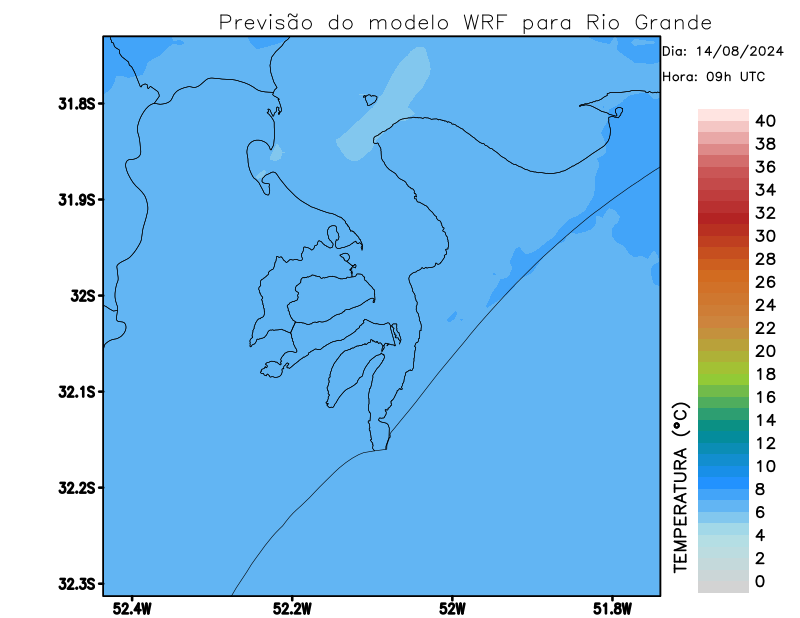 Previsão do modelo WRF para Rio Grande
Dia: 14/08/2024
Hora: 09h UTC
31.8S
31.9S
32S
32.1S
32.2S
32.3S
52.4W
52.2W
52W
51.8W
TEMPERATURA (°C)
40
38
36
34
32
30
28
26
24
22
20
18
16
14
12
10
8
6
4
2
0